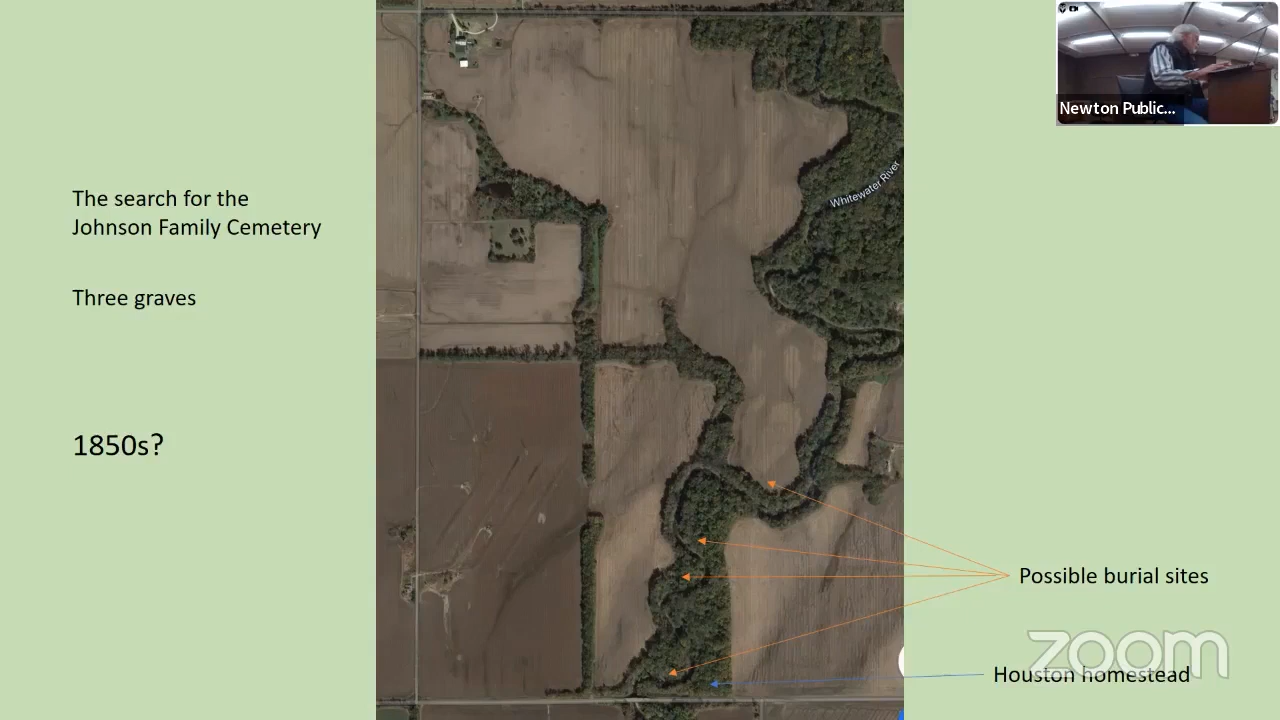 Newton Public...
The search for the
Johnson Family Cemetery
Whitewater River
Three graves
1850s?
Possible burial sites
zoom
Houston homestead